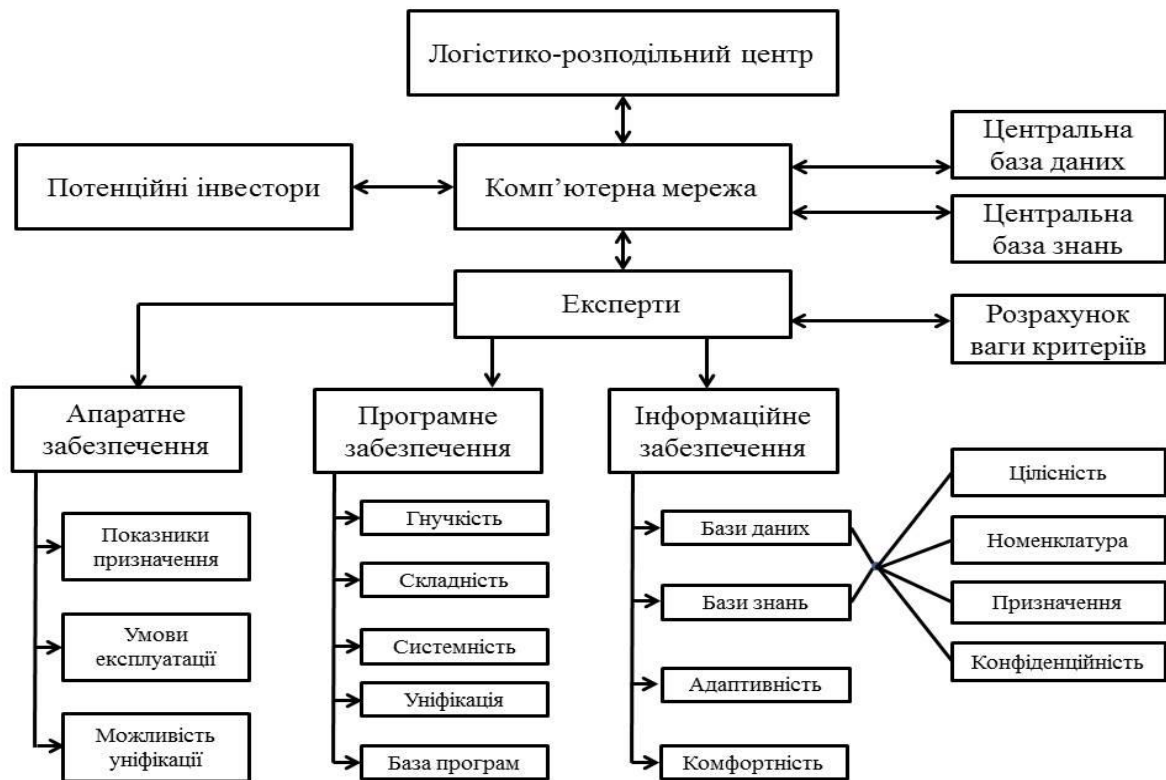 Логістико-розподільний центр
Потенційні інвестори
Комп’ютерна мережа
Центральна
база даних
Центральна
база знань
Експерти
Розрахунок
ваги критеріїв
Апаратне
забезпечення
Програмне
забезпечення
Інформаційне
забезпечення
Показники
призначення
Умови
експлуатації
Можливість
уніфікації
Гнучкість
Складність
Системність
Уніфікація
База програм
Бази даних
Бази знань
Адаптивність
Комфортність
Цілісність
Номенклатура
Призначення
Конфіденційність